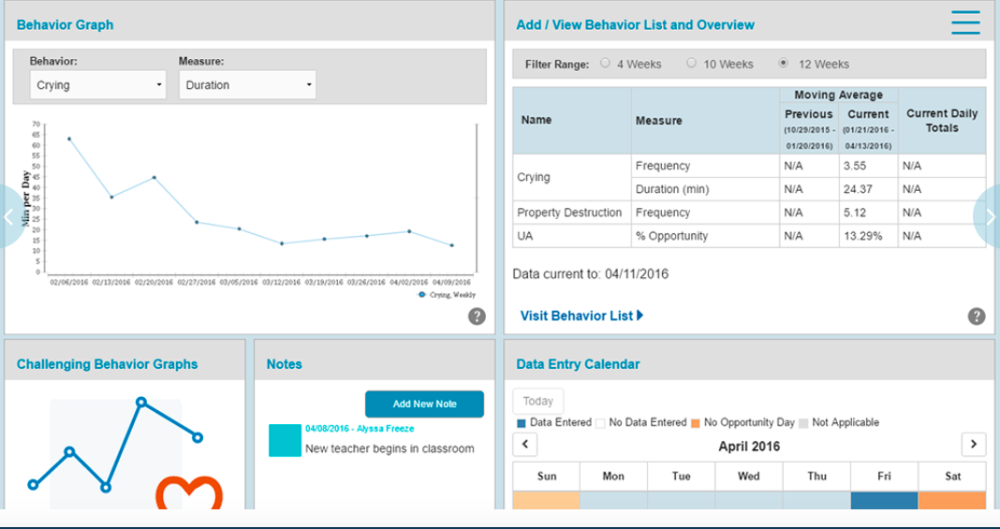 Behavior Graph
Behavior:
Measure:
Crying
Duration
70
65
60
55
50
45
40
35
30
25
20
15
10
5
0
Min per Day
02/06/2016 02/13/2016 02/20/2016 02/27/2016 03/05/2016 03/12/2016 03/19/2016 03/26/2016 04/02/2016 04/09/2016
Crying, Weekly
?
Add / View Behavior List and Overview
Filter Range: 4 Weeks 10 Weeks 12 Weeks
Moving Average
Name Measure Previous Current Current Daily
(10/29/2015 - (01/21/2016 - Totals
01/20/2016) 04/13/2016)
Crying Frequency N/A 3.55 N/A
Duration (min) N/A 24.37 N/A
Property Destruction Frequency N/A 5.12 N/A
UA % Opportunity N/A 13.29% N/A
Data current to: 04/11/2016
Visit Behavior List
?
Challenging Behavior Graphs
Notes
Add New Note
04/08/2016 - Alyssa Freeze
New teacher begins in classroom
Data Entry Calendar
Today
Data Entered No Data Entered No Opportunity Day Not Applicable
< April 2016 >
Sun Mon Tue Wed Thu Fri Sat